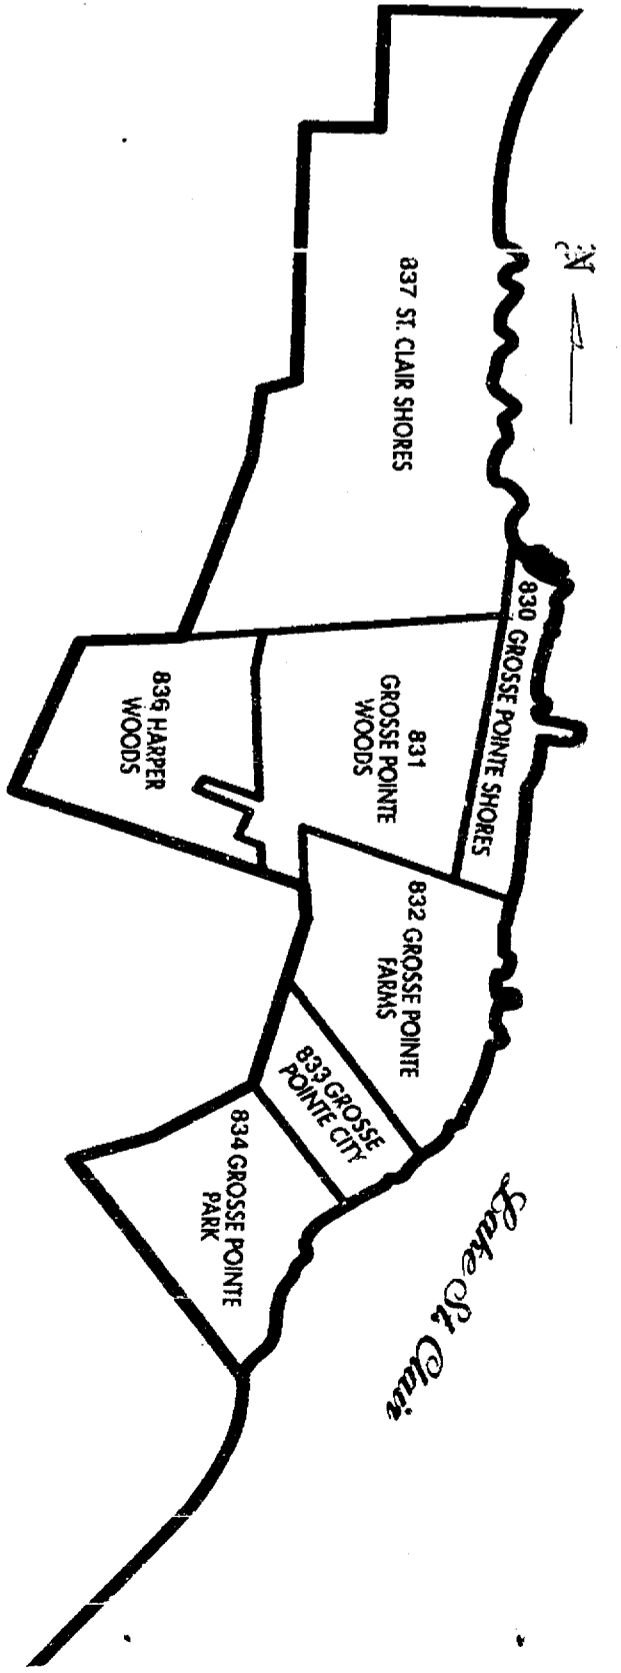 N
837 ST. CLAIR SHORES
830 GROSSE POINTE SHORES
831
GROSSE POINTE
WOODS
836 HARPER
WOODS
832 GROSSE POINTE
FARMS
833 GROSSE
POINTE CITY
834 GROSSE POINTE
PARK
Lake St. Clair